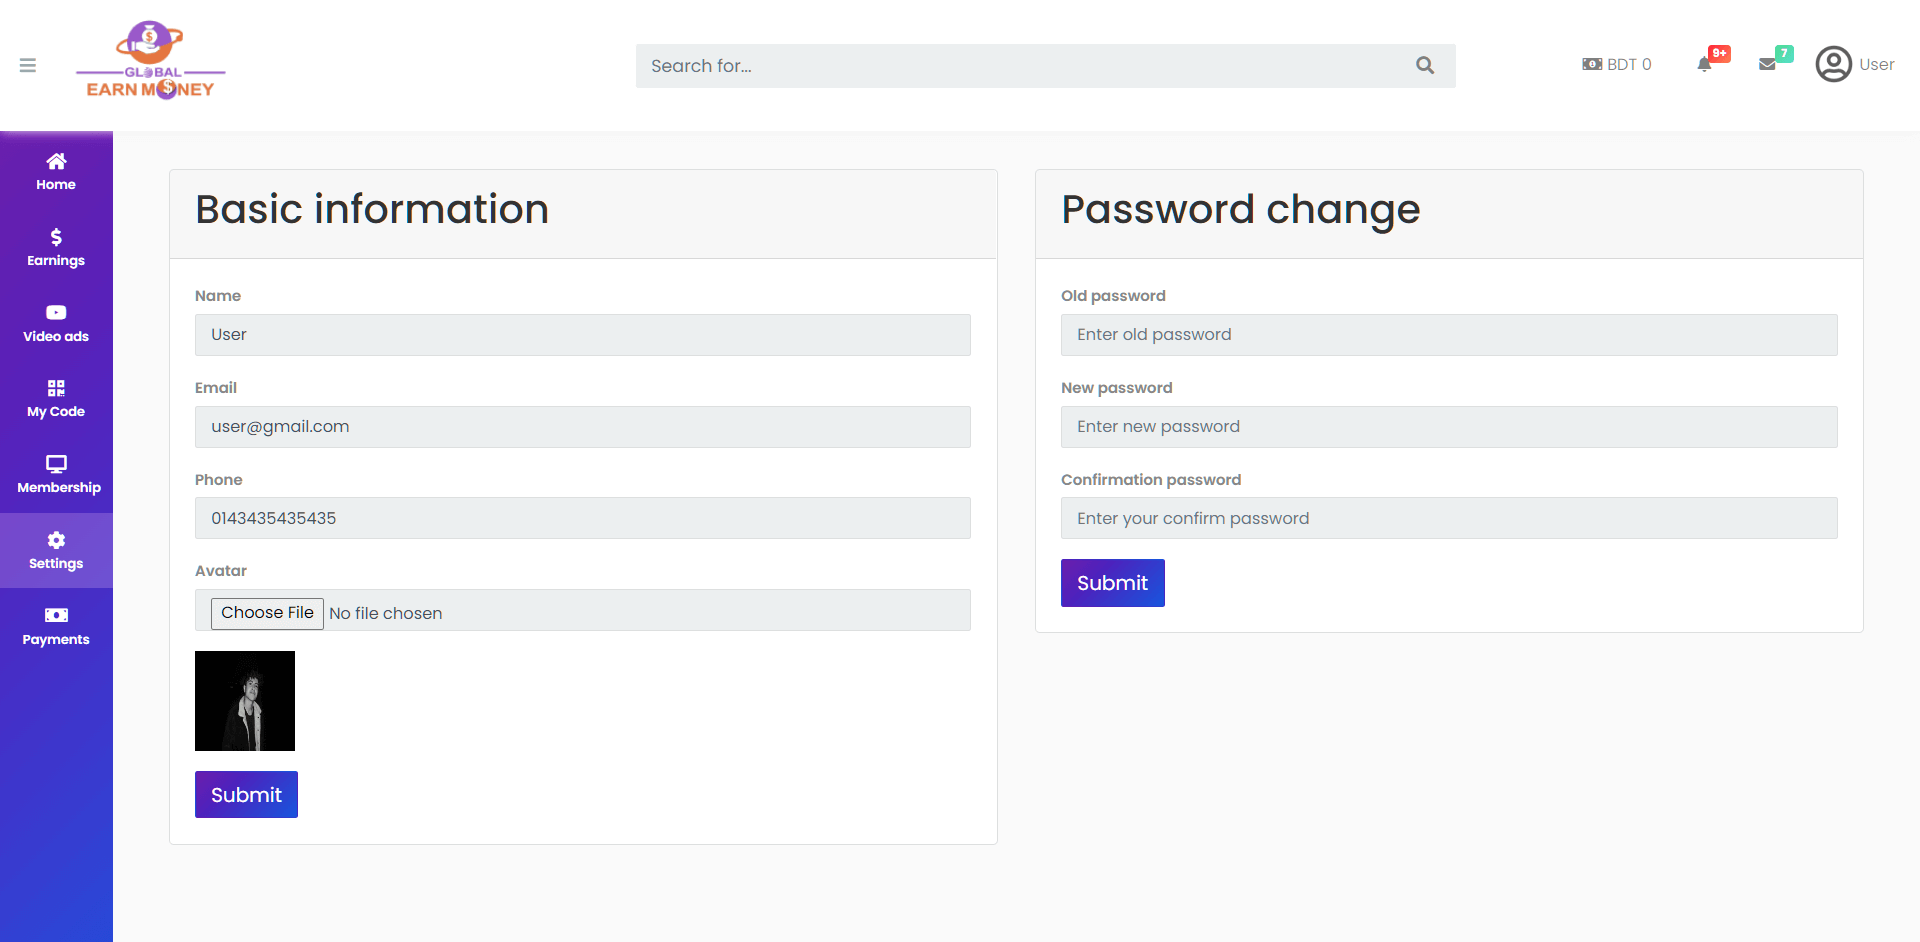 GLOBAL
EARN MONEY
Search for...
BDT 0
9+
7
User
Home
Earnings
Video ads
My Code
Membership
Settings
Payments
Basic information
Name
User
Email
user@gmail.com
Phone
0143435435435
Avatar
Choose File No file chosen
Submit
Password change
Old password
Enter old password
New password
Enter new password
Confirmation password
Enter your confirm password
Submit